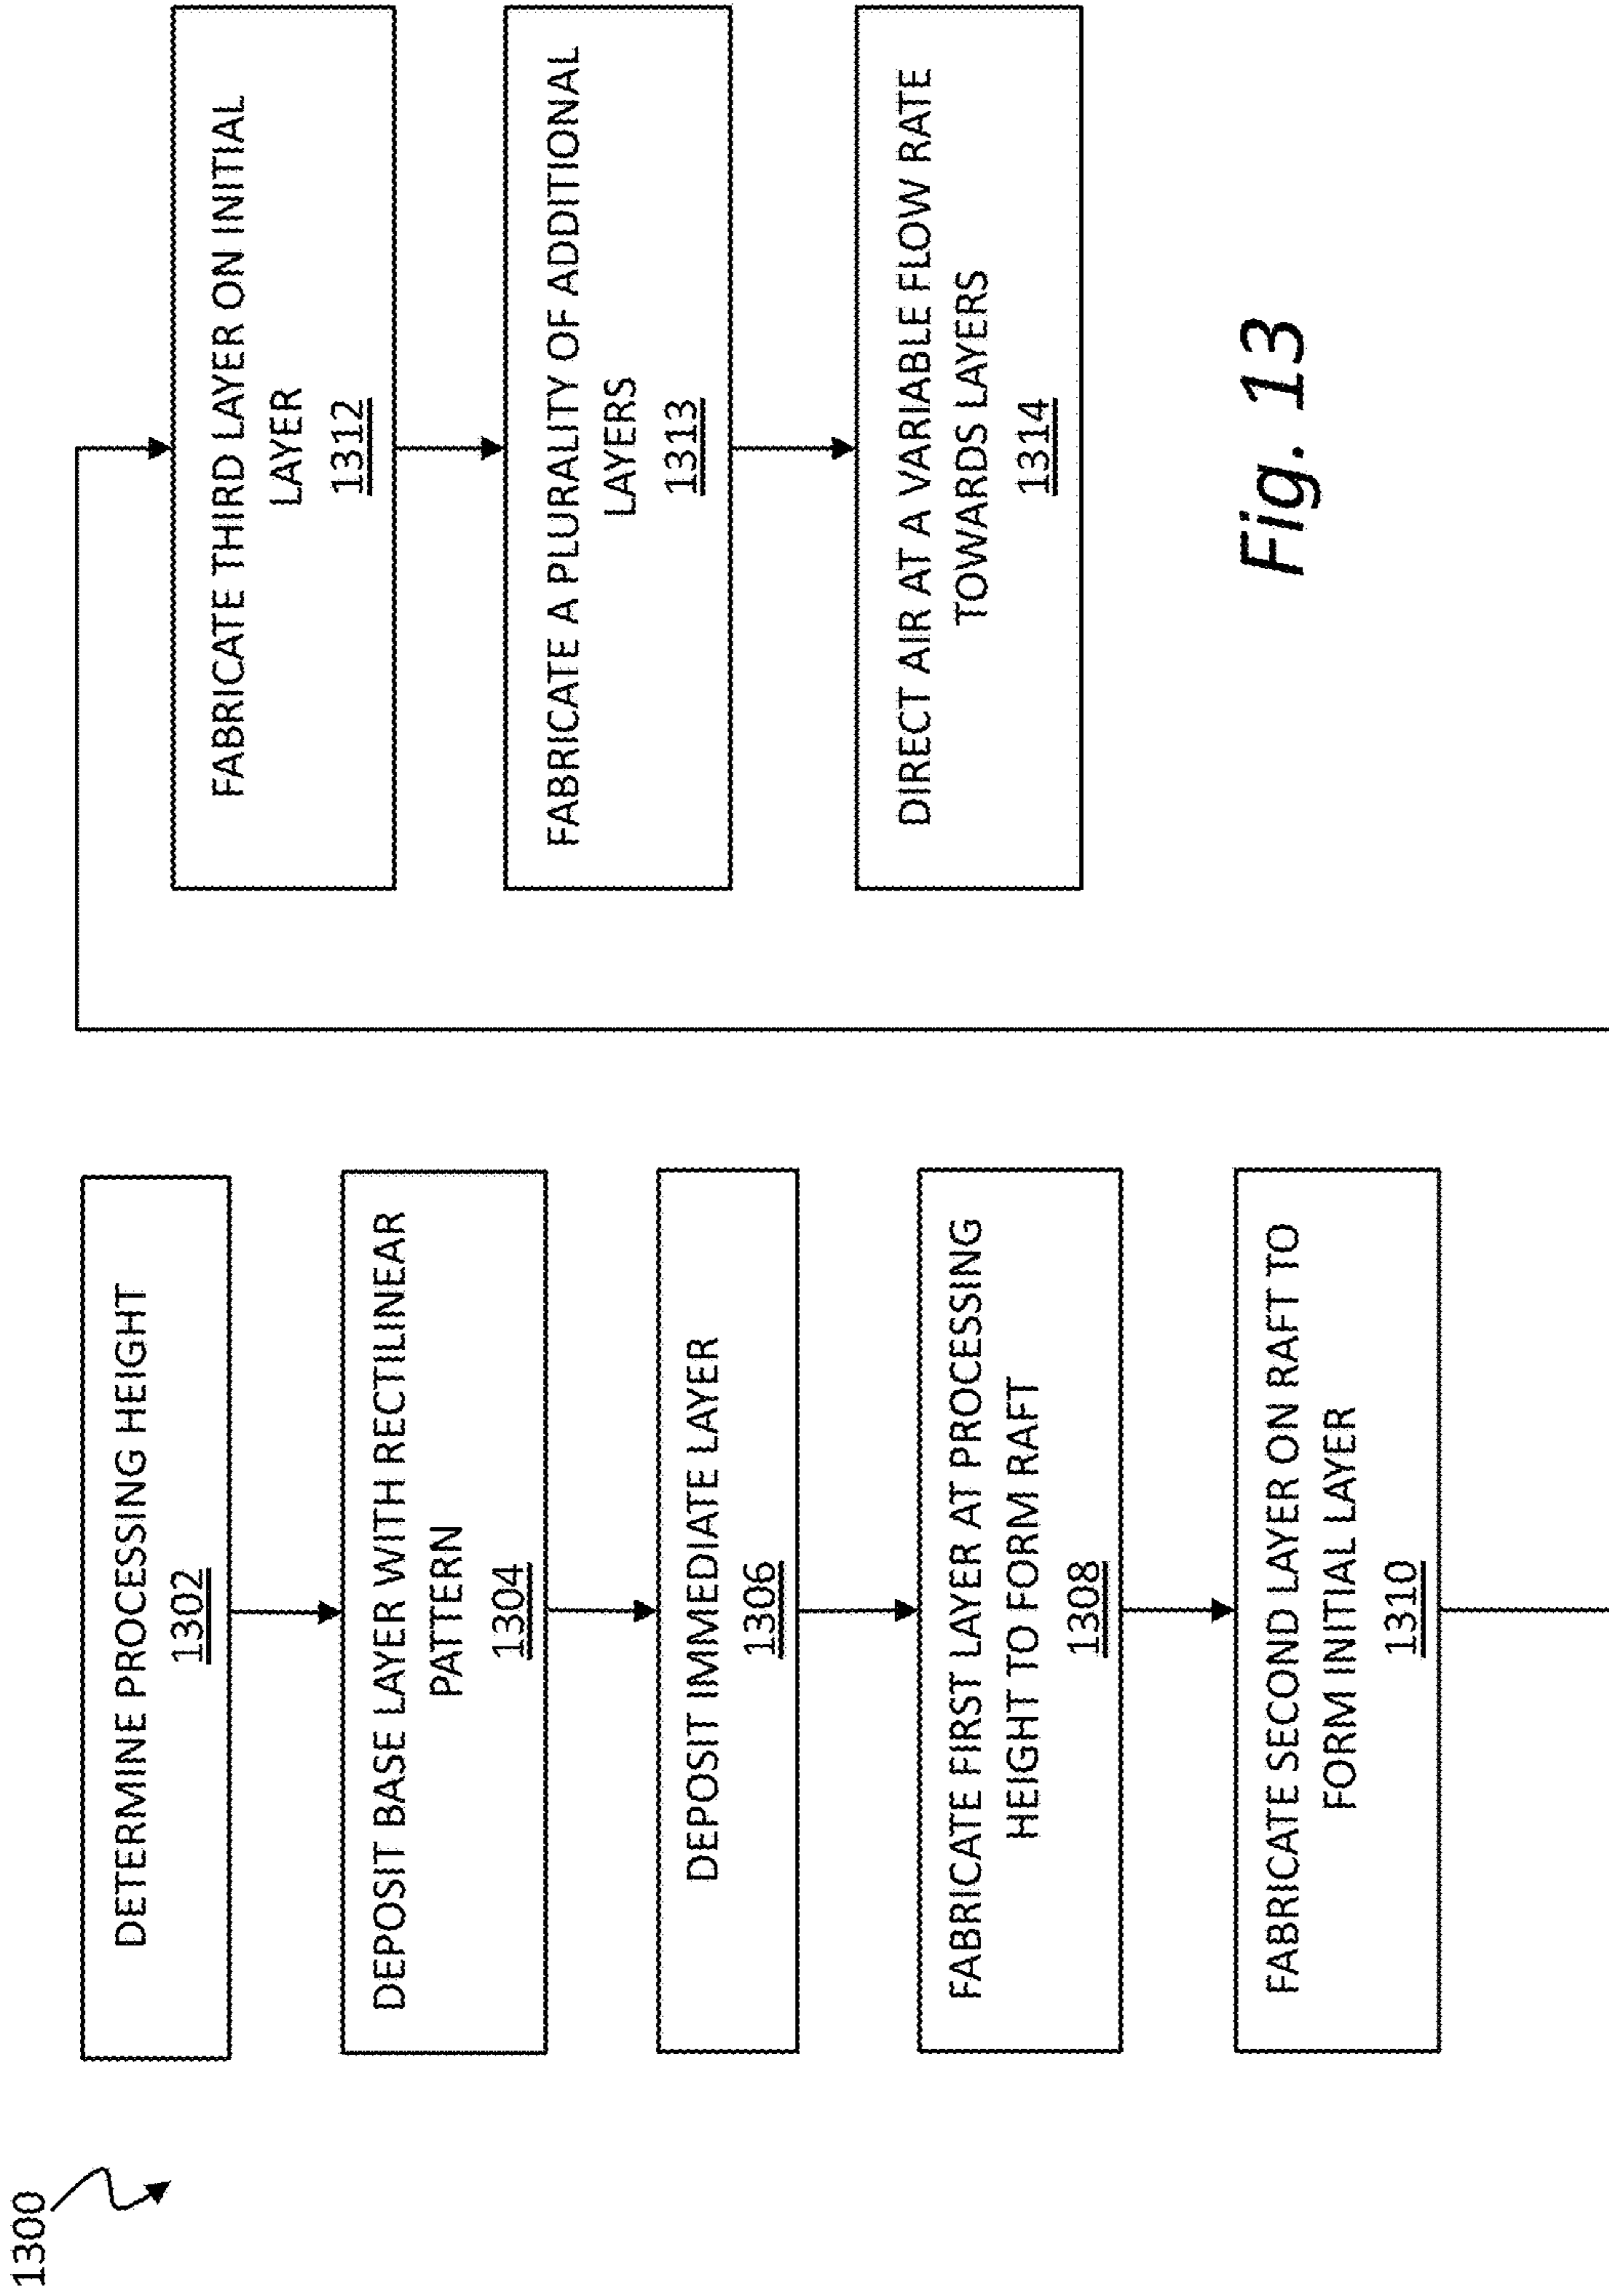 1300
DETERMINE PROCESSING HEIGHT
1302
DEPOSIT BASE LAYER WITH RECTILINEAR
PATTERN
1304
DEPOSIT IMMEDIATE LAYER
1306
FABRICATE FIRST LAYER AT PROCESSING
HEIGHT TO FORM RAFT
1308
FABRICATE SECOND LAYER ON RAFT TO
FORM INITIAL LAYER
1310
FABRICATE THIRD LAYER ON INITIAL
LAYER
1312
FABRICATE A PLURALITY OF ADDITIONAL
LAYERS
1313
DIRECT AIR AT A VARIABLE FLOW RATE
TOWARDS LAYERS
1314
Fig. 13